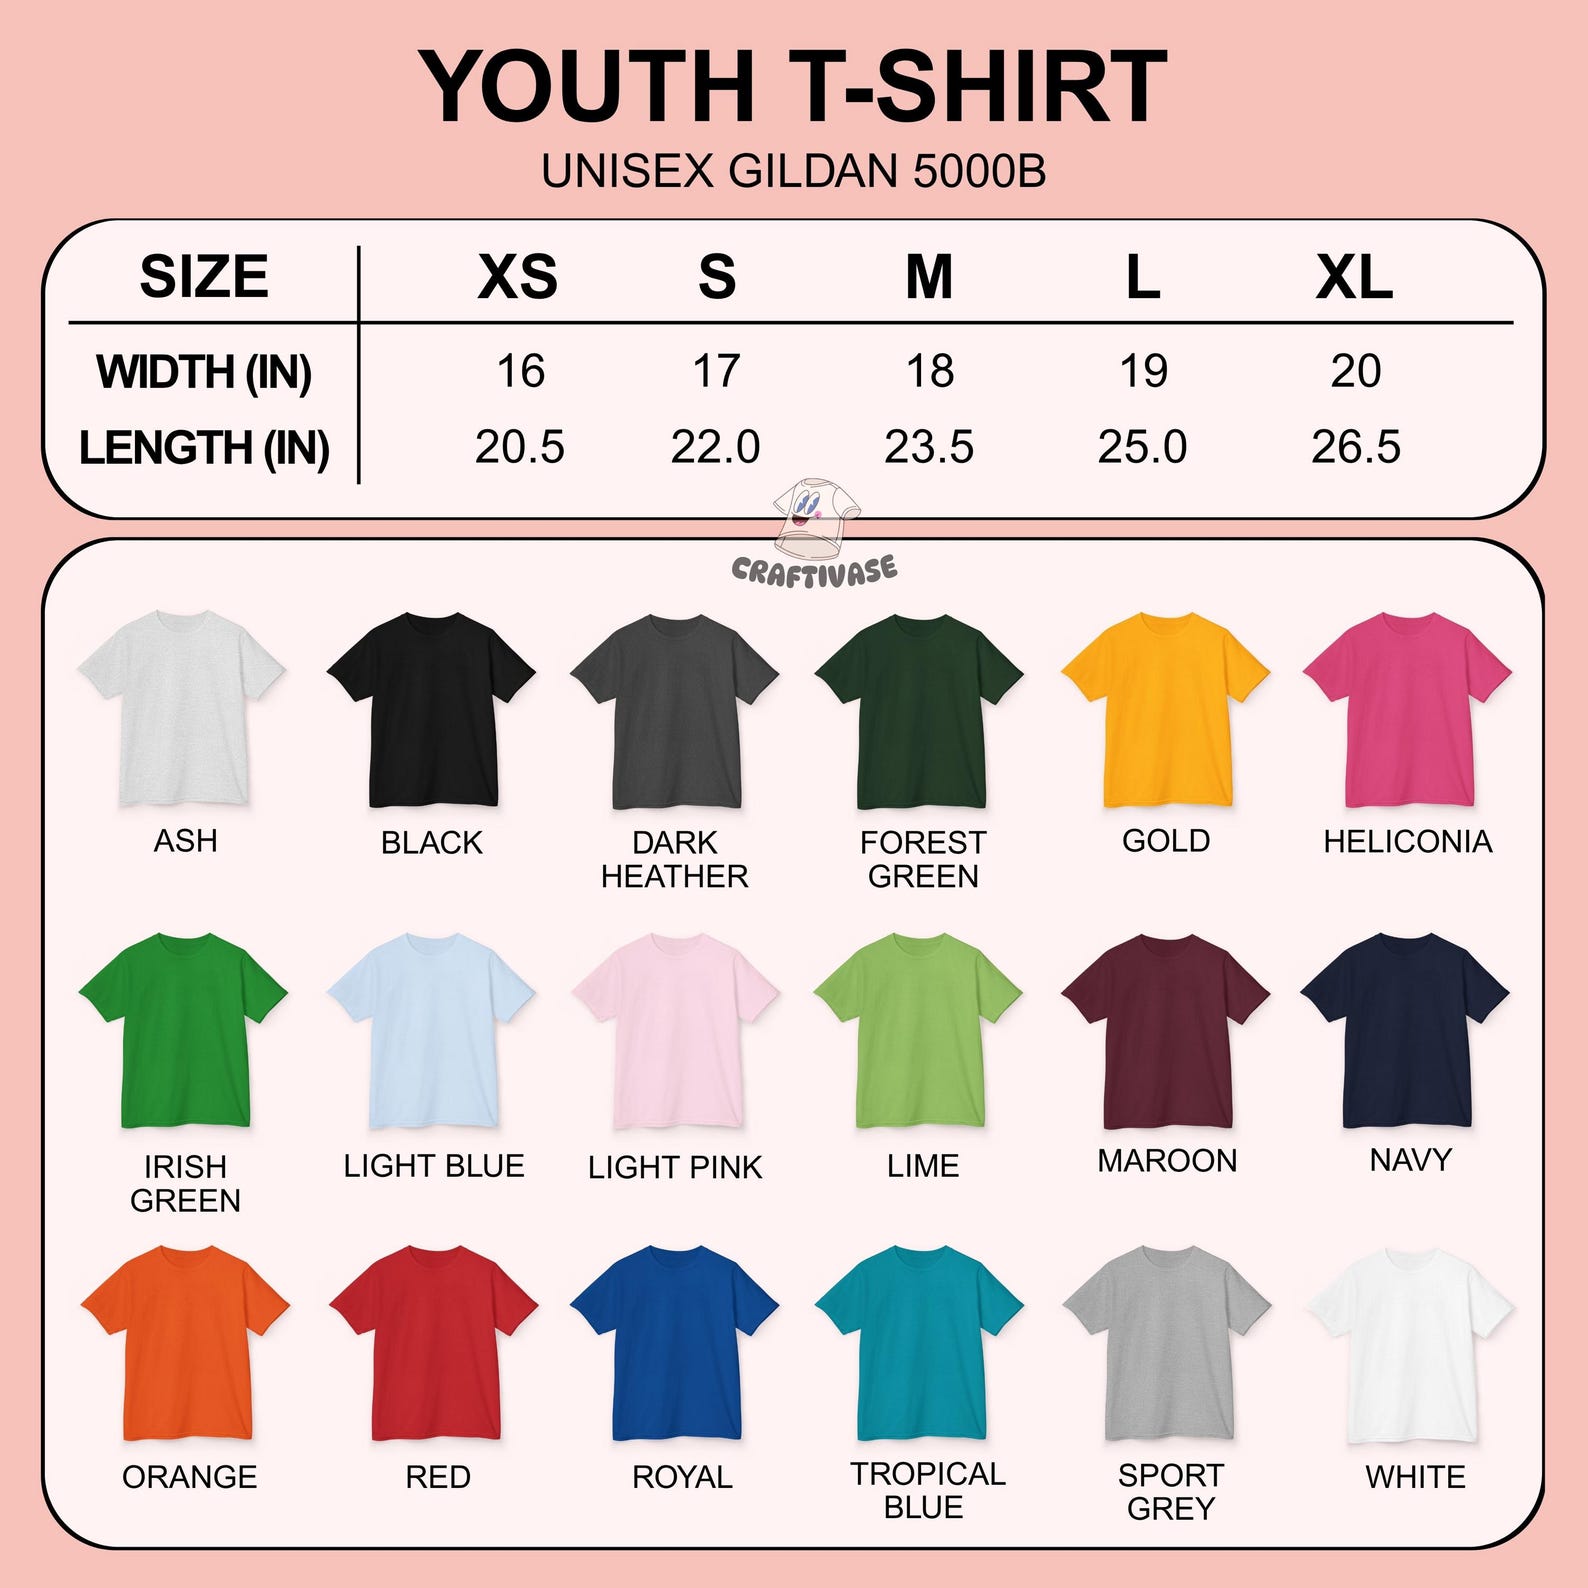 YOUTH T-SHIRT
UNISEX GILDAN 5000B
SIZE XS S M L XL
WIDTH (IN) 16 17 18 19 20
LENGTH (IN) 20.5 22.0 23.5 25.0 26.5
CRAFTIVASE
ASH BLACK DARK HEATHER FOREST GREEN GOLD HELICONIA
IRISH GREEN LIGHT BLUE LIGHT PINK LIME MAROON NAVY
ORANGE RED ROYAL TROPICAL BLUE SPORT GREY WHITE